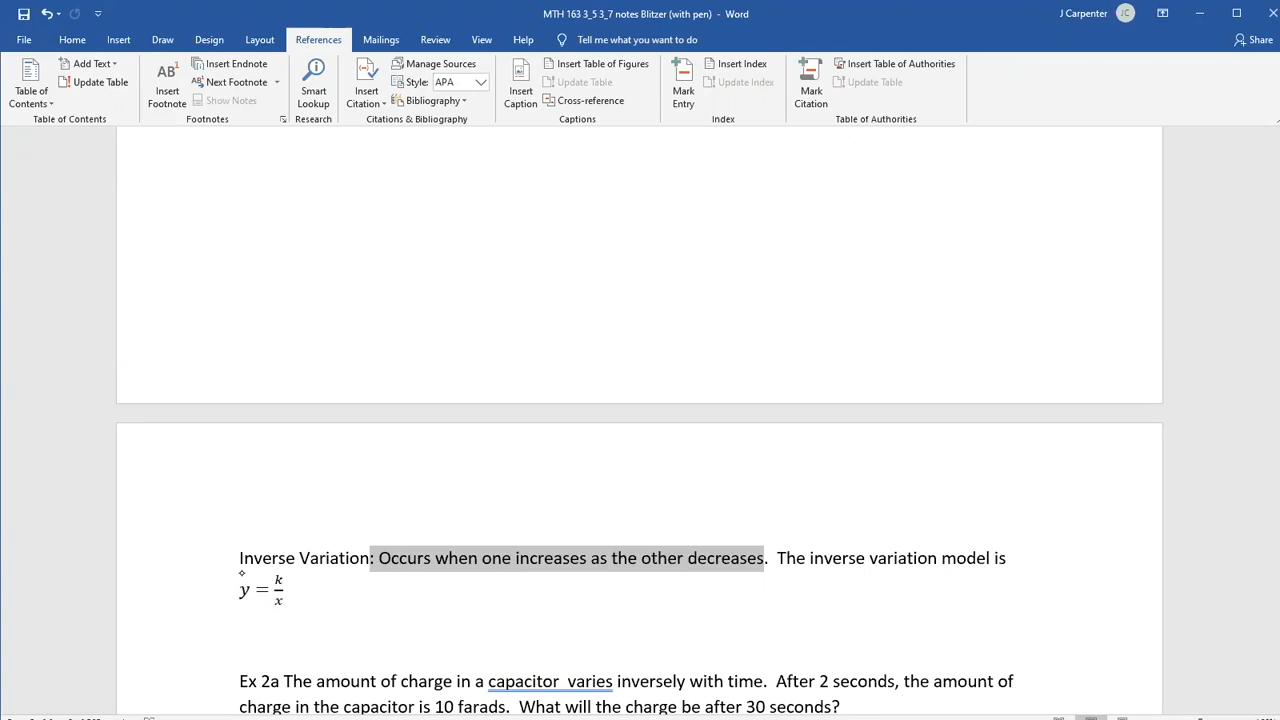 MTH 163 3_5 3_7 notes Blitzer (with pen) - Word
J Carpenter JC
File Home Insert Draw Design Layout References Mailings Review View Help Tell me what you want to do Share
Table of Contents
Add Text
Update Table
Table of Contents
AB¹ Insert Footnote
Insert Endnote
AB¹ Next Footnote
Show Notes
Footnotes
Smart Lookup
Research
Insert Citation
Manage Sources
Style: APA
Bibliography
Citations & Bibliography
Insert Caption
Insert Table of Figures
Update Table
Cross-reference
Captions
Mark Entry
Insert Index
Update Index
Index
Mark Citation
Insert Table of Authorities
Update Table
Table of Authorities
Inverse Variation: Occurs when one increases as the other decreases. The inverse variation model is
y = k/x
Ex 2a The amount of charge in a capacitor varies inversely with time. After 2 seconds, the amount of
charge in the capacitor is 10 farads. What will the charge be after 30 seconds?